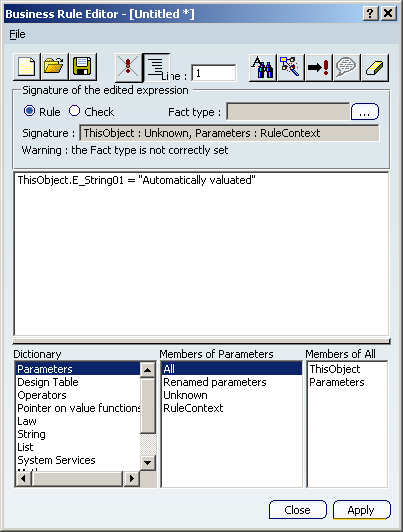 Business Rule Editor - [Untitled *]
File
Line : 1
Signature of the edited expression
Rule Check Fact type : ...
Signature : ThisObject : Unknown, Parameters : RuleContext
Warning : the Fact type is not correctly set
ThisObject.E_String01 = "Automatically valuated"
Dictionary Members of Parameters Members of All
Parameters All ThisObject
Design Table Renamed parameters Parameters
Operators Unknown
Pointer on value functions RuleContext
Law
String
List
System Services
Close Apply